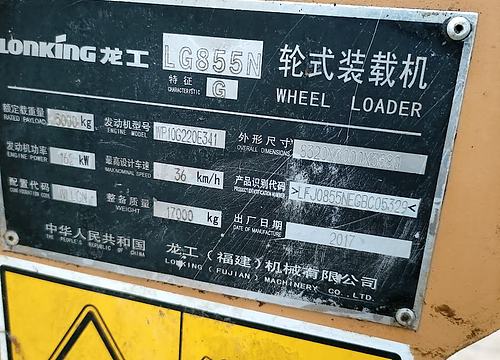 LONKING 龙工 LG855N 轮式装载机
特征 CHARACTERISTIC G WHEEL LOADER
额定载重量 RATED PAYLOAD 5000 kg 发动机型号 ENGINE MODEL WP10G220E341 外形尺寸 OVERALL DIMENSIONS
发动机功率 ENGINE POWER 162 kW 最高设计车速 MAX.NOMINAL SPEED 36 km/h 产品识别代码 PRODUCT IDENTIFICATION NUMBER
配置代码 CONFIGURATION CODE 整备质量 WEIGHT 17000 kg 出厂日期 DATE OF MANUFACTURE 2017
中华人民共和国 THE PEOPLE'S REPUBLIC OF CHINA 龙工(福建)机械有限公司
LONKING (FUJIAN) MACHINERY CO., LTD.